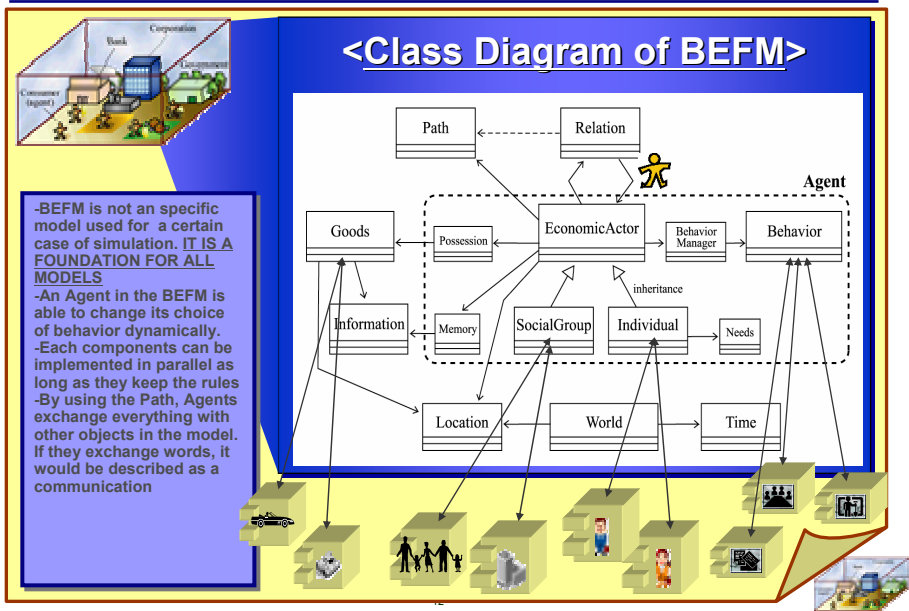 <Class Diagram of BEFM>
Corporation
Bank
Government
Consumer
(agent)
-BEFM is not an specific
model used for a certain
case of simulation. IT IS A
FOUNDATION FOR ALL
MODELS
-An Agent in the BEFM is
able to change its choice
of behavior dynamically.
-Each components can be
implemented in parallel as
long as they keep the rules
-By using the Path, Agents
exchange everything with
other objects in the model.
If they exchange words, it
would be described as a
communication
Path
Relation
Agent
Goods
Possession
EconomicActor
Behavior
Manager
Behavior
inheritance
Information
Memory
SocialGroup
Individual
Needs
Location
World
Time